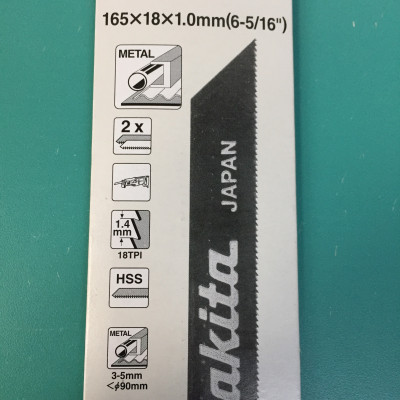 165×18×1.0mm(6-5/16")
METAL
2 x
1.4
mm
18TPI
HSS
METAL
3-5mm
<ϕ90mm
JAPAN
akita